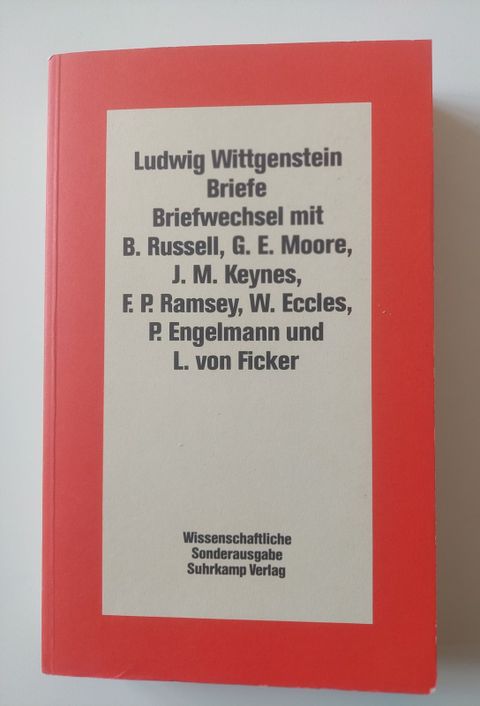 Ludwig Wittgenstein
Briefe
Briefwechsel mit
B. Russell, G. E. Moore,
J. M. Keynes,
F. P. Ramsey, W. Eccles,
P. Engelmann und
L. von Ficker
Wissenschaftliche
Sonderausgabe
Suhrkamp Verlag